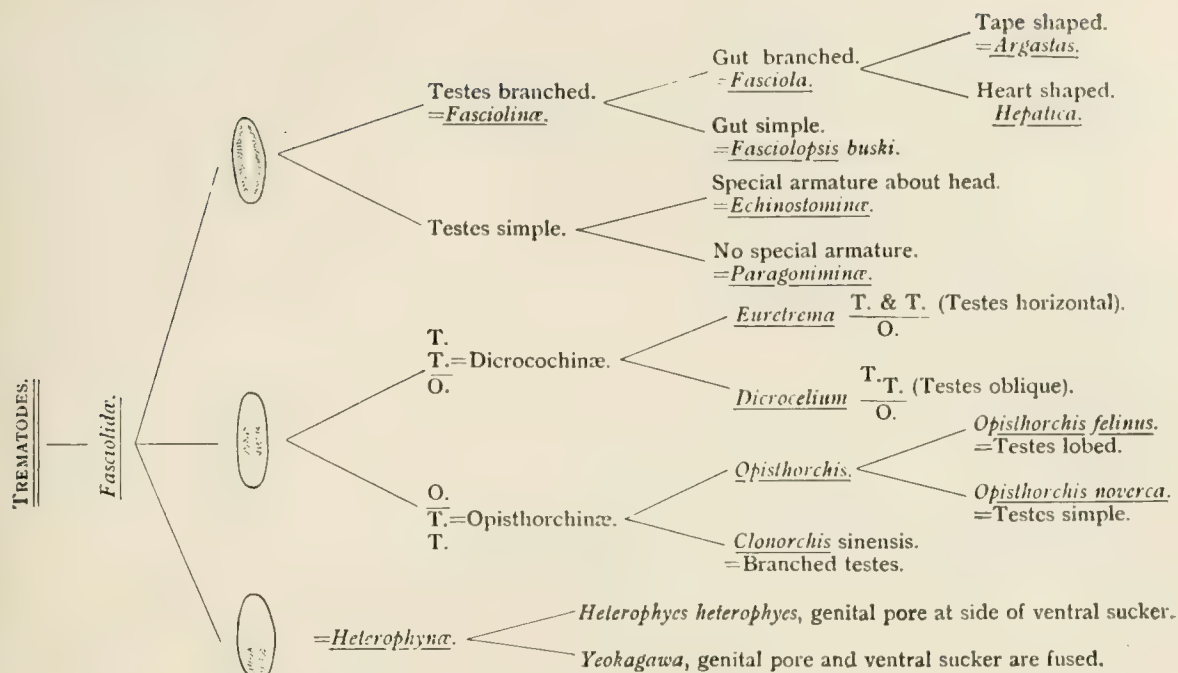 TREMATODES.
Fasciolidæ.
Testes branched.
=Fasciolinæ.
Gut branched.
=Fasciola.
Tape shaped.
=Argastas.
Heart shaped.
Hepatica.
Gut simple.
=Fasciolopsis buski.
Testes simple.
Special armature about head.
=Echinostominæ.
No special armature.
=Paragoniminæ.
T.
T.=Dicrocochinæ.
O.
Euretrema T. & T. (Testes horizontal).
O.
Dicrocelium T.T. (Testes oblique).
O.
O.
T.=Opisthorchinæ.
T.
Opisthorchis.
Opisthorchis felinus.
=Testes lobed.
Opisthorchis noverca.
=Testes simple.
Clonorchis sinensis.
=Branched testes.
=Heterophynæ.
Heterophyes heterophyes, genital pore at side of ventral sucker.
Yeokagawa, genital pore and ventral sucker are fused.